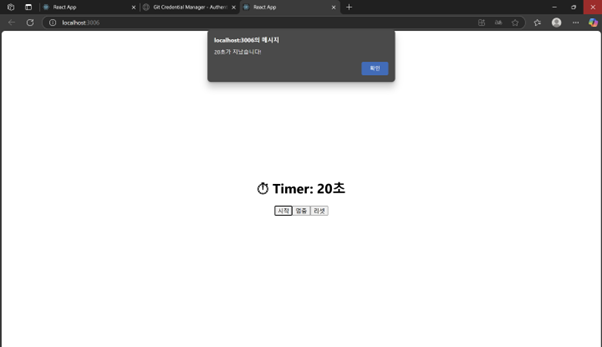 React App
Git Credential Manager - Authent
React App
localhost:3006
localhost:3006의 메시지
20초가 지났습니다!
확인
Timer: 20초
시작 멈춤 리셋